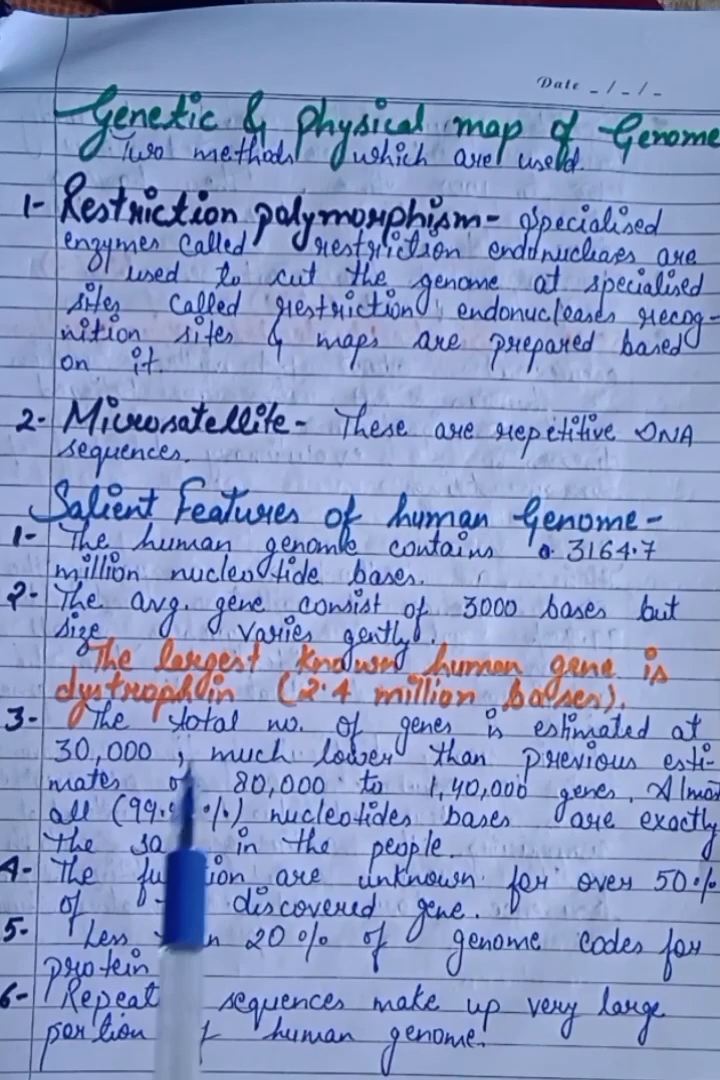 Date _/_/_
Genetic & physical map of Genome
Two methods which are used.
1- Restriction polymorphism- specialised
enzymes called restriction endonucleases are
used to cut the genome at specialised
sites called restriction endonucleases recog-
nition sites & maps are prepared based
on it.
2- Microsatellite- These are repetitive DNA
sequences.
Salient Features of human Genome-
1- The human genome contains 3164.7
million nucleotide bases.
2- The avg. gene consist of 3000 bases but
size varies gently.
The largest known human gene is
dystrophin (2.4 million bases).
3- The total no. of genes is estimated at
30,000, much lower than previous esti-
mates 80,000 to 1,40,000 genes. Almost
all nucleotides bases are exactly
the in the people.
4- The are unknown for over 50%
of discovered gene.
5- Less 20% of genome codes for
protein
6- Repeat sequences make up very large
portion human genome.